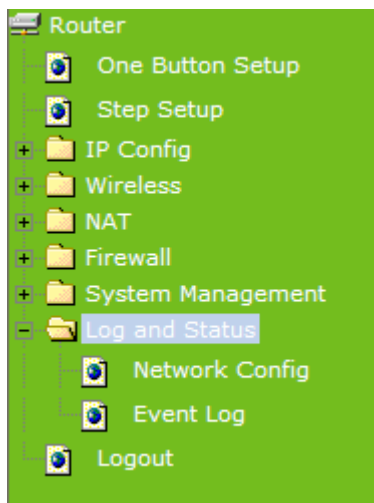 Router
One Button Setup
Step Setup
IP Config
Wireless
NAT
Firewall
System Management
Log and Status
Network Config
Event Log
Logout